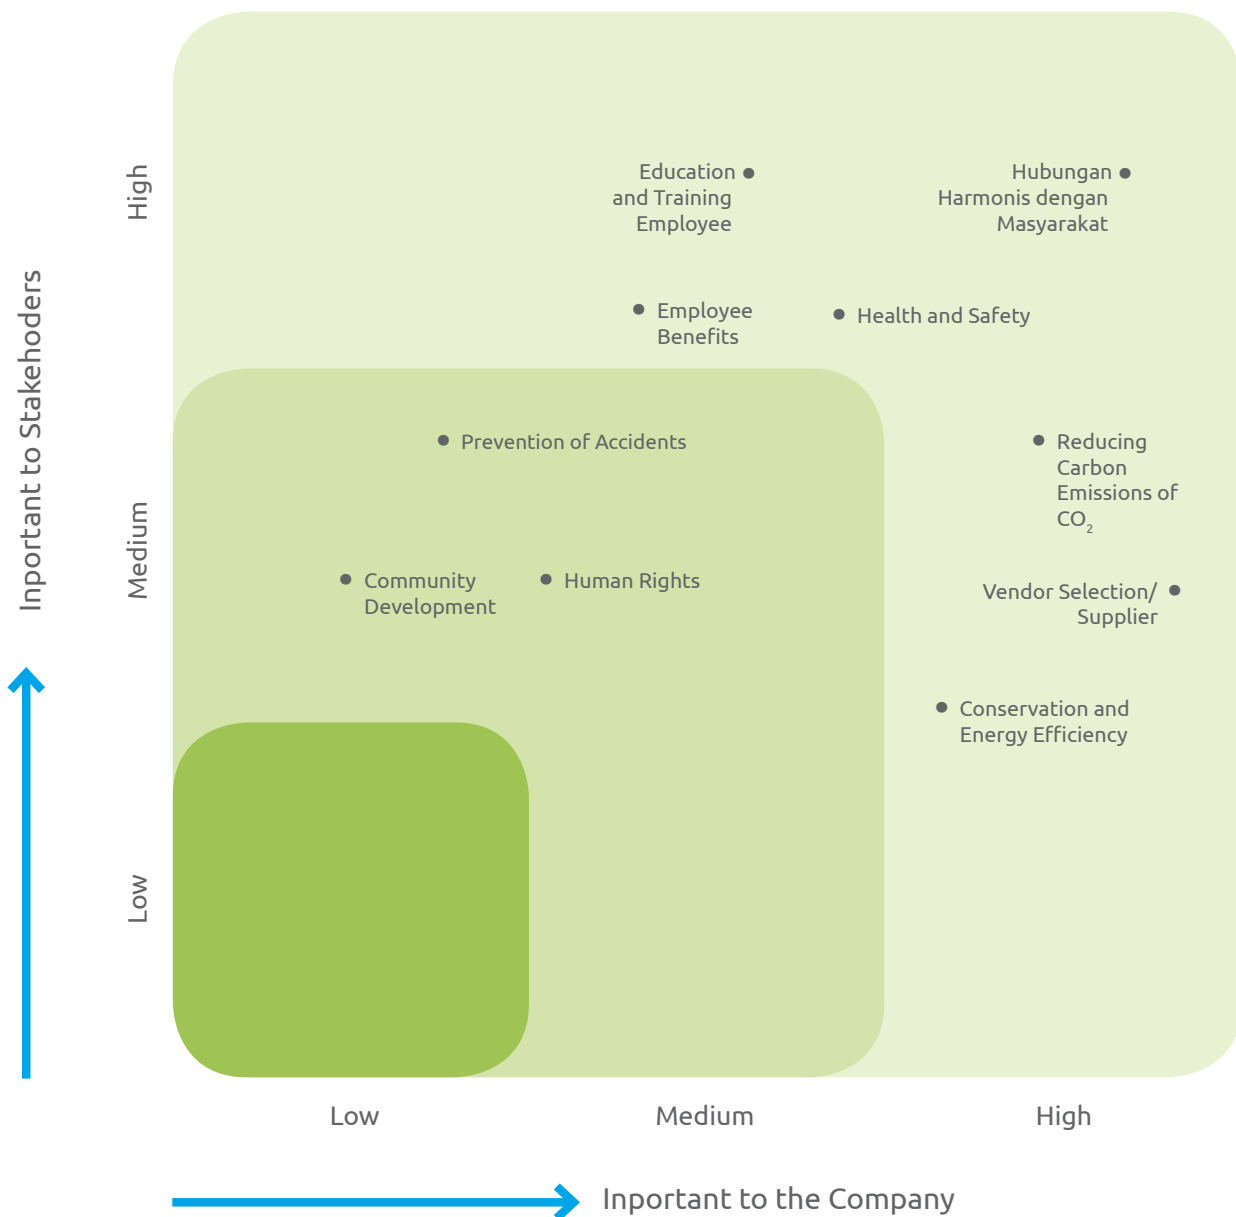 Inportant to Stakehoders
High
Medium
Low
Education
and Training
Employee
Hubungan
Harmonis dengan
Masyarakat
Employee
Benefits
Health and Safety
Prevention of Accidents
Reducing
Carbon
Emissions of
CO₂
Community
Development
Human Rights
Vendor Selection/
Supplier
Conservation and
Energy Efficiency
Low
Medium
High
Inportant to the Company